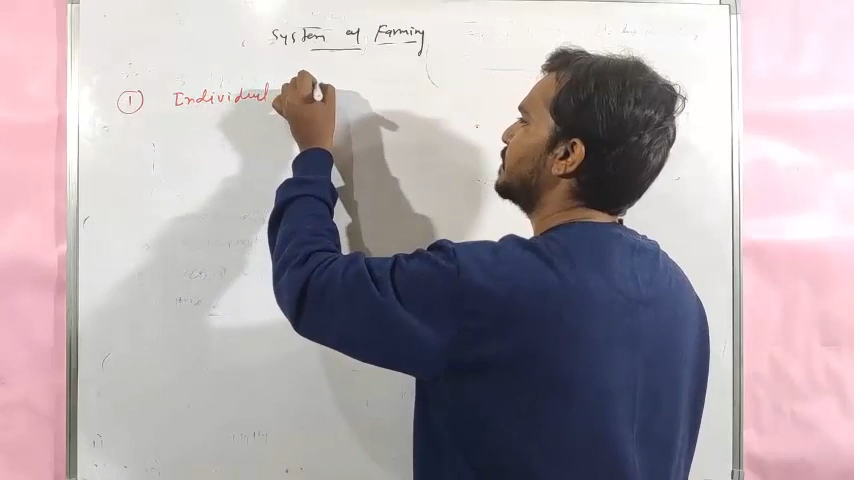 System of Farming
① Individual